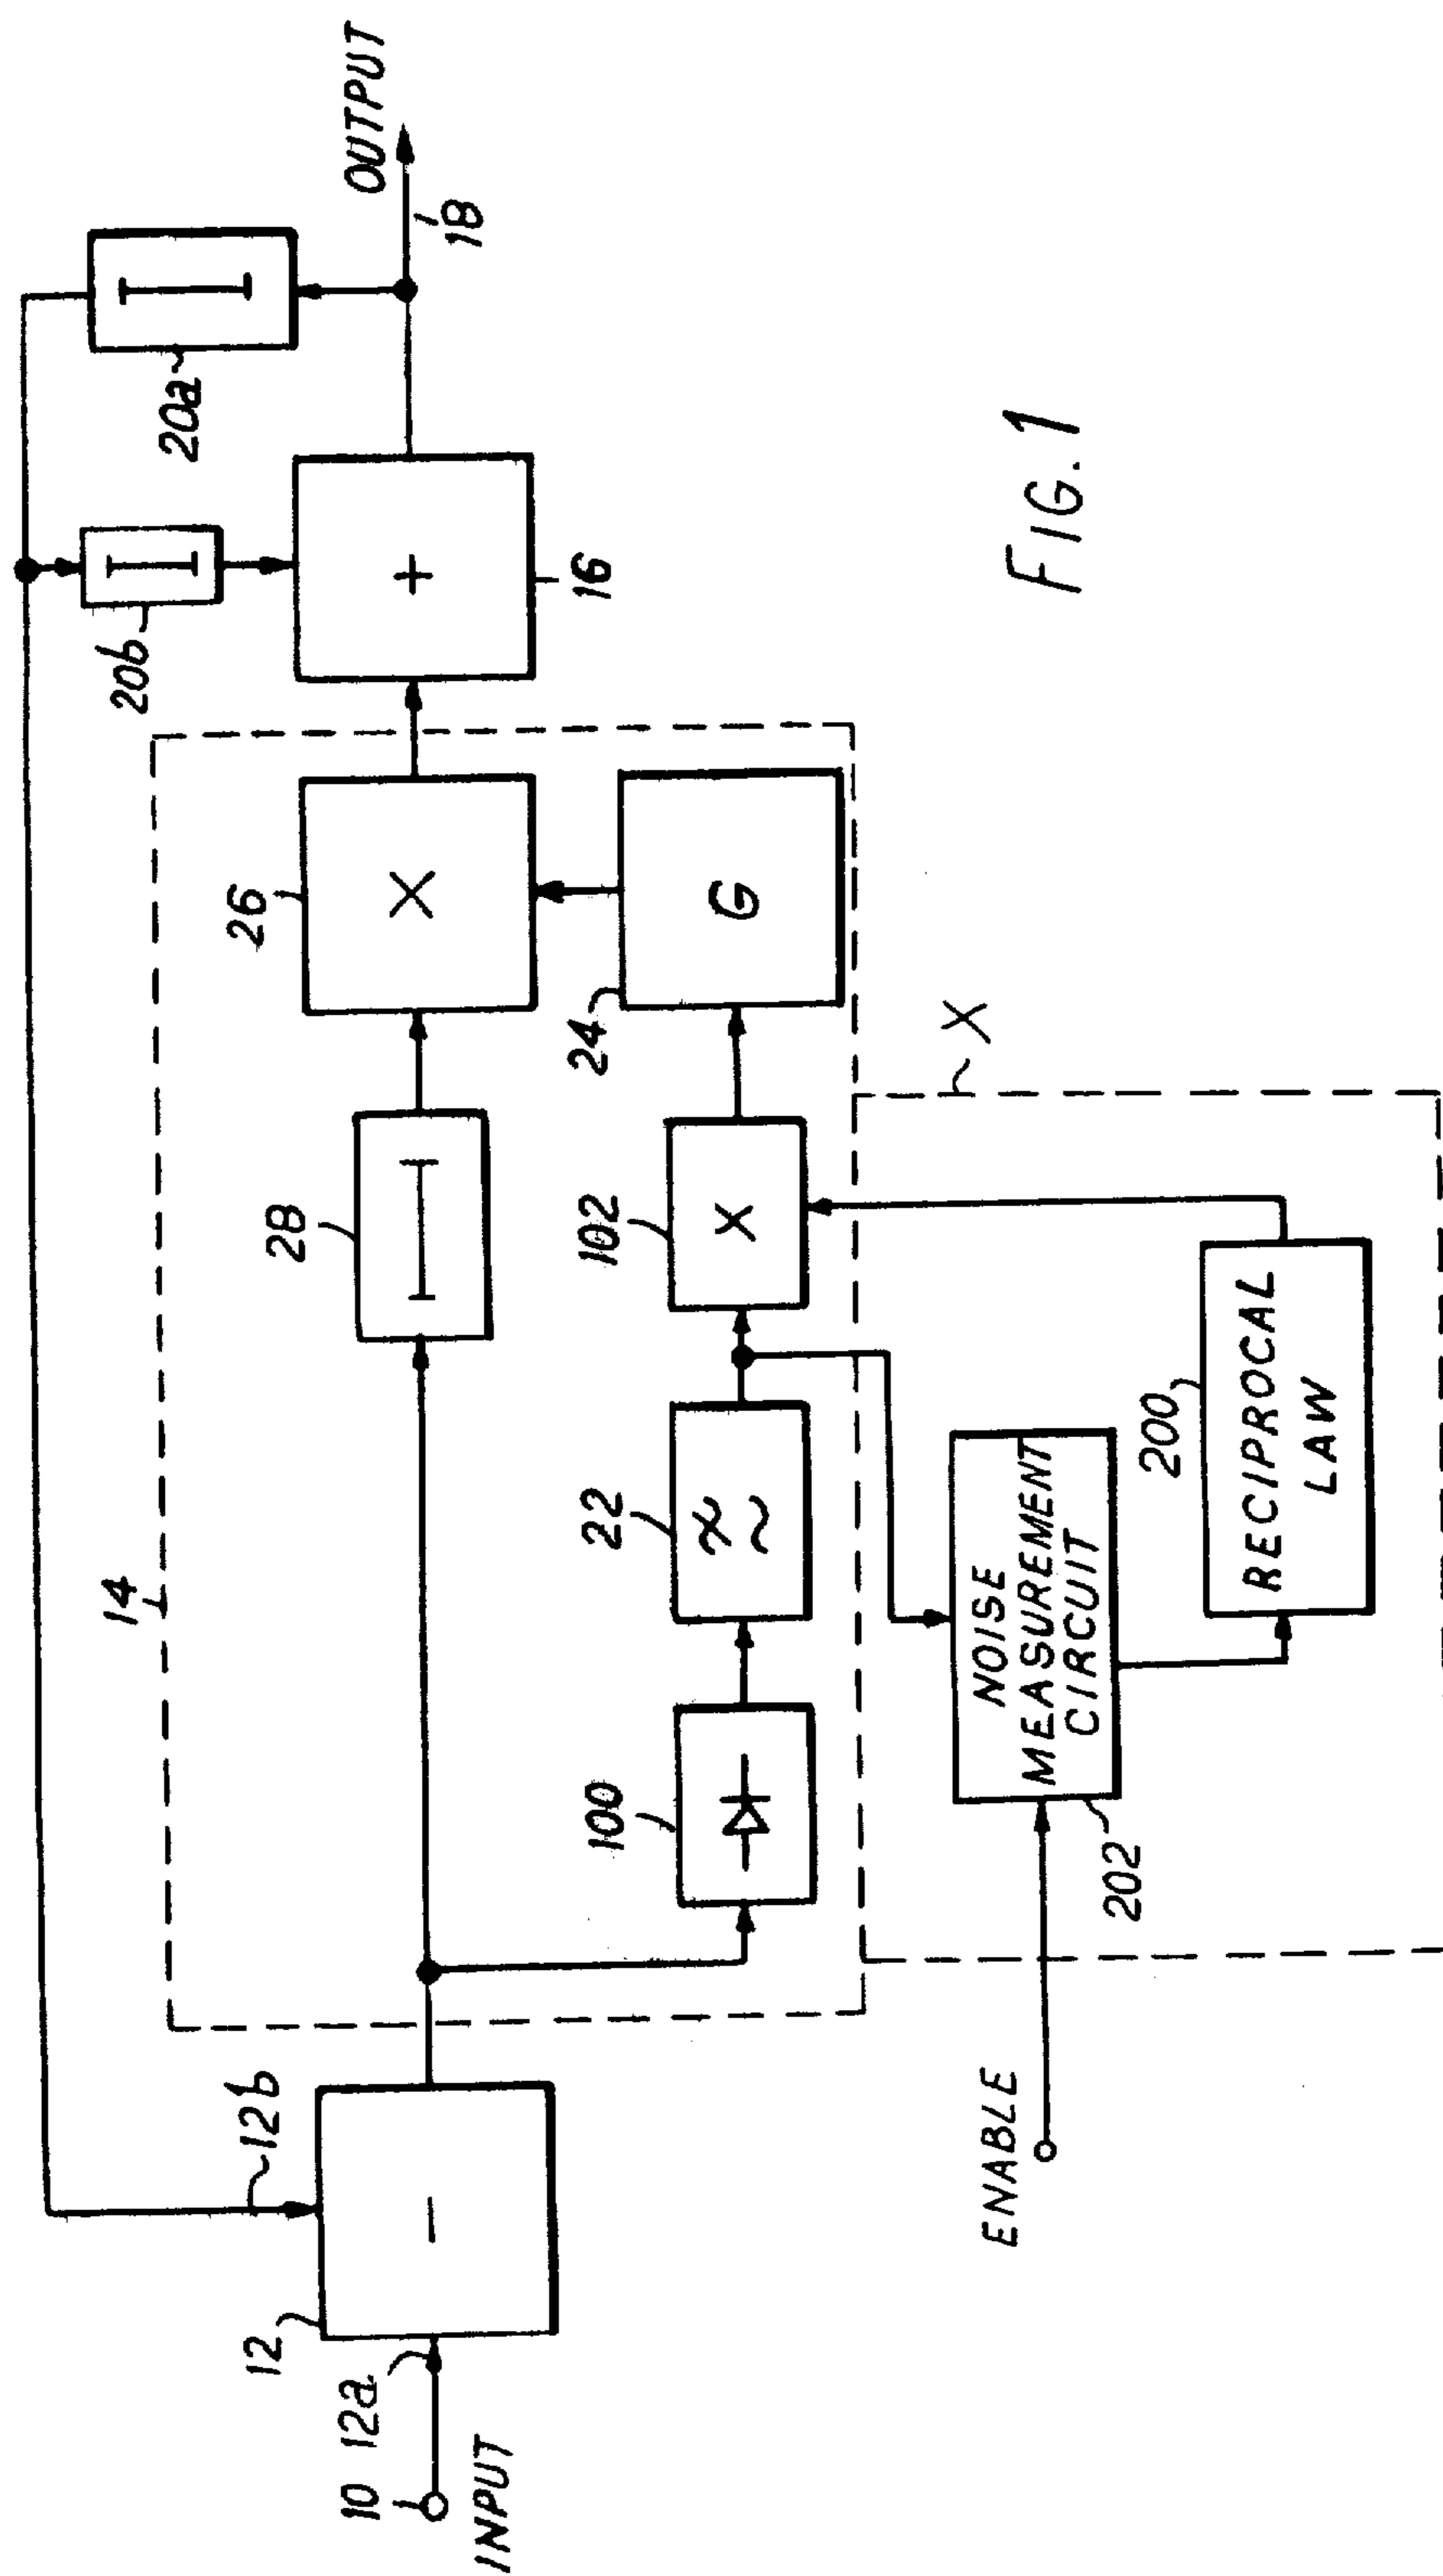 20a
OUTPUT
18
20b
+
16
14
26
X
28
24
G
102
X
X
22
100
NOISE
MEASUREMENT
CIRCUIT
202
200
RECIPROCAL
LAW
12b
12
−
10
12a
INPUT
ENABLE
FIG. 1